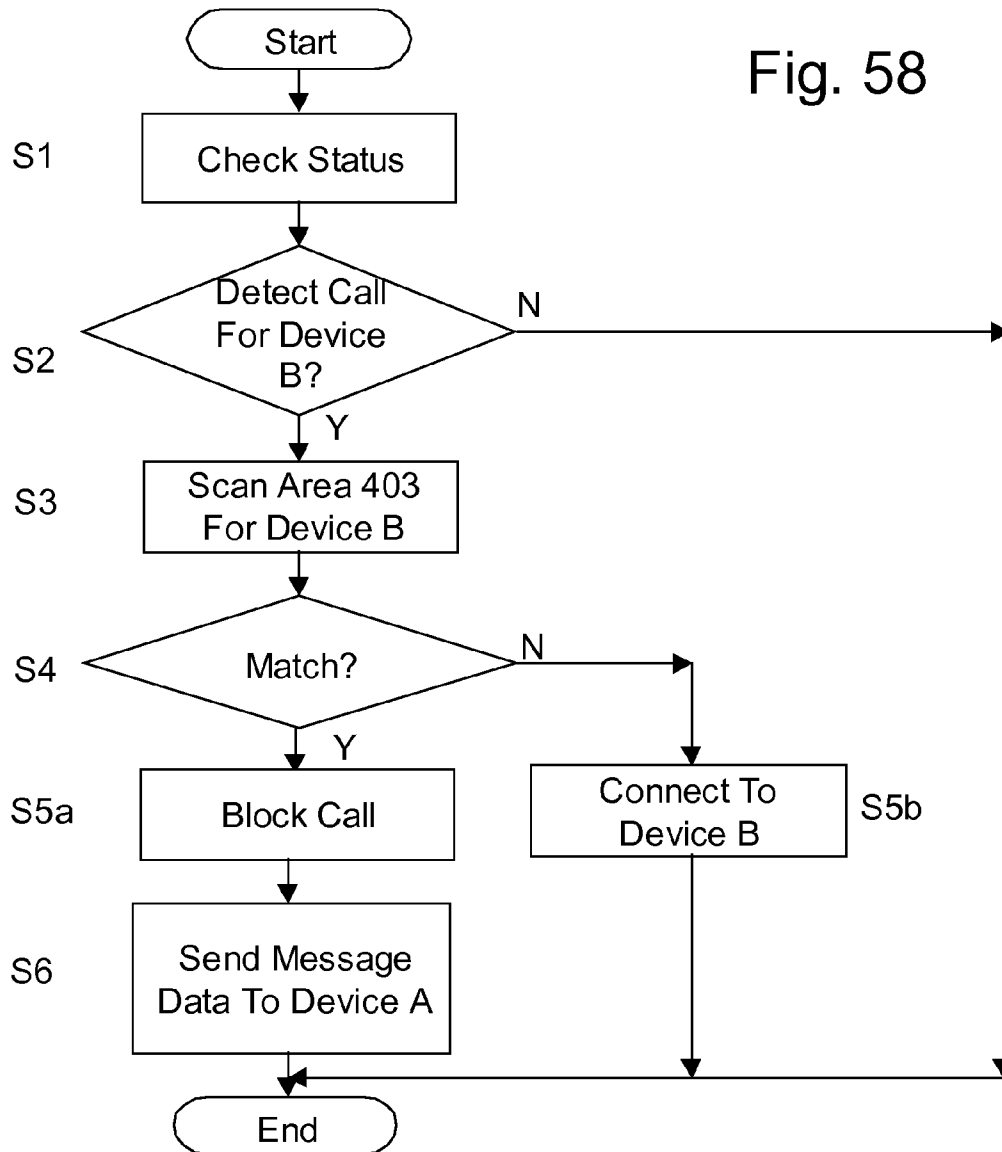 Start
Fig. 58
S1
Check Status
Detect Call
For Device
B?
N
S2
Y
S3
Scan Area 403
For Device B
S4
Match?
N
Y
S5a
Block Call
Connect To
Device B
S5b
S6
Send Message
Data To Device A
End